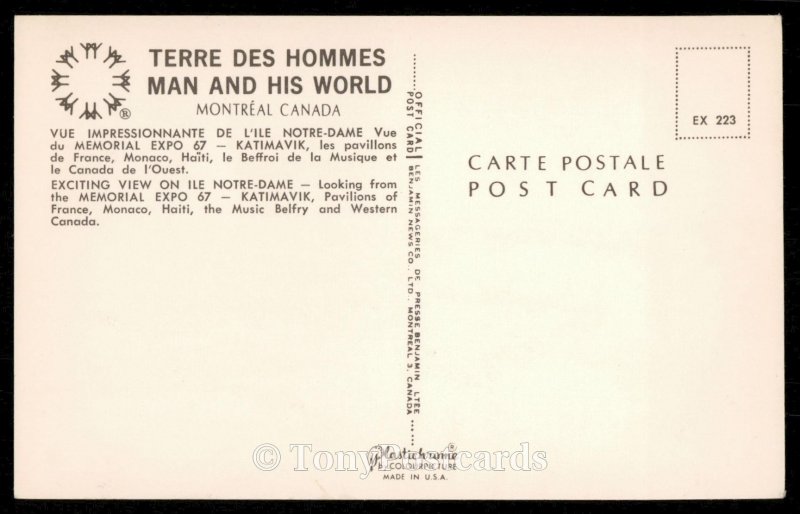 TERRE DES HOMMES
MAN AND HIS WORLD
MONTRÉAL CANADA
®
VUE IMPRESSIONNANTE DE L'ILE NOTRE-DAME Vue
du MEMORIAL EXPO 67 — KATIMAVIK, les pavillons
de France, Monaco, Haïti, le Beffroi de la Musique et
le Canada de l'Ouest.
EXCITING VIEW ON ILE NOTRE-DAME — Looking from
the MEMORIAL EXPO 67 — KATIMAVIK, Pavilions of
France, Monaco, Haiti, the Music Belfry and Western
Canada.
OFFICIAL
POST CARD
LES MESSAGERIES DE PRESSE BENJAMIN LTÉE
BENJAMIN NEWS CO. LTD. MONTREAL 3, CANADA
EX 223
CARTE POSTALE
POST CARD
Plastichrome®
BY COLOURPICTURE
MADE IN U.S.A.
© TonyPostcards